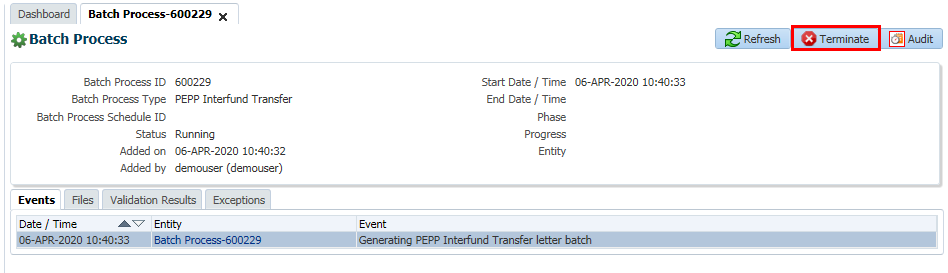 Dashboard Batch Process-600229
Batch Process Refresh Terminate Audit
Batch Process ID 600229 Start Date / Time 06-APR-2020 10:40:33
Batch Process Type PEPP Interfund Transfer End Date / Time
Batch Process Schedule ID Phase
Status Running Progress
Added on 06-APR-2020 10:40:32 Entity
Added by demouser (demouser)
Events Files Validation Results Exceptions
Date / Time Entity Event
06-APR-2020 10:40:33 Batch Process-600229 Generating PEPP Interfund Transfer letter batch